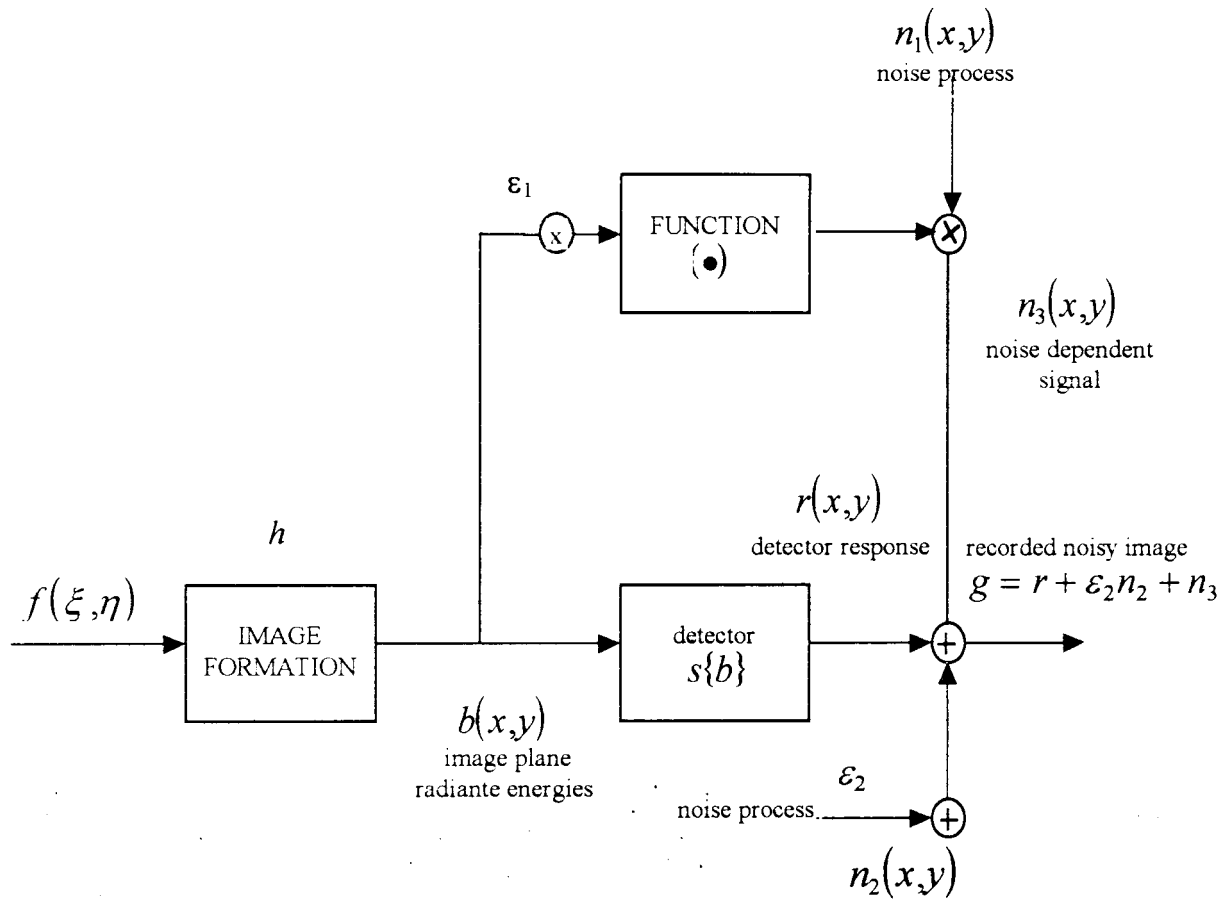 n₁(x,y)
noise process
ε₁
x
FUNCTION
(•)
×
n₃(x,y)
noise dependent
signal
r(x,y)
detector response
recorded noisy image
g = r + ε₂n₂ + n₃
h
f(ξ,η)
IMAGE
FORMATION
detector
s{b}
+
b(x,y)
image plane
radiante energies
ε₂
noise process
+
n₂(x,y)